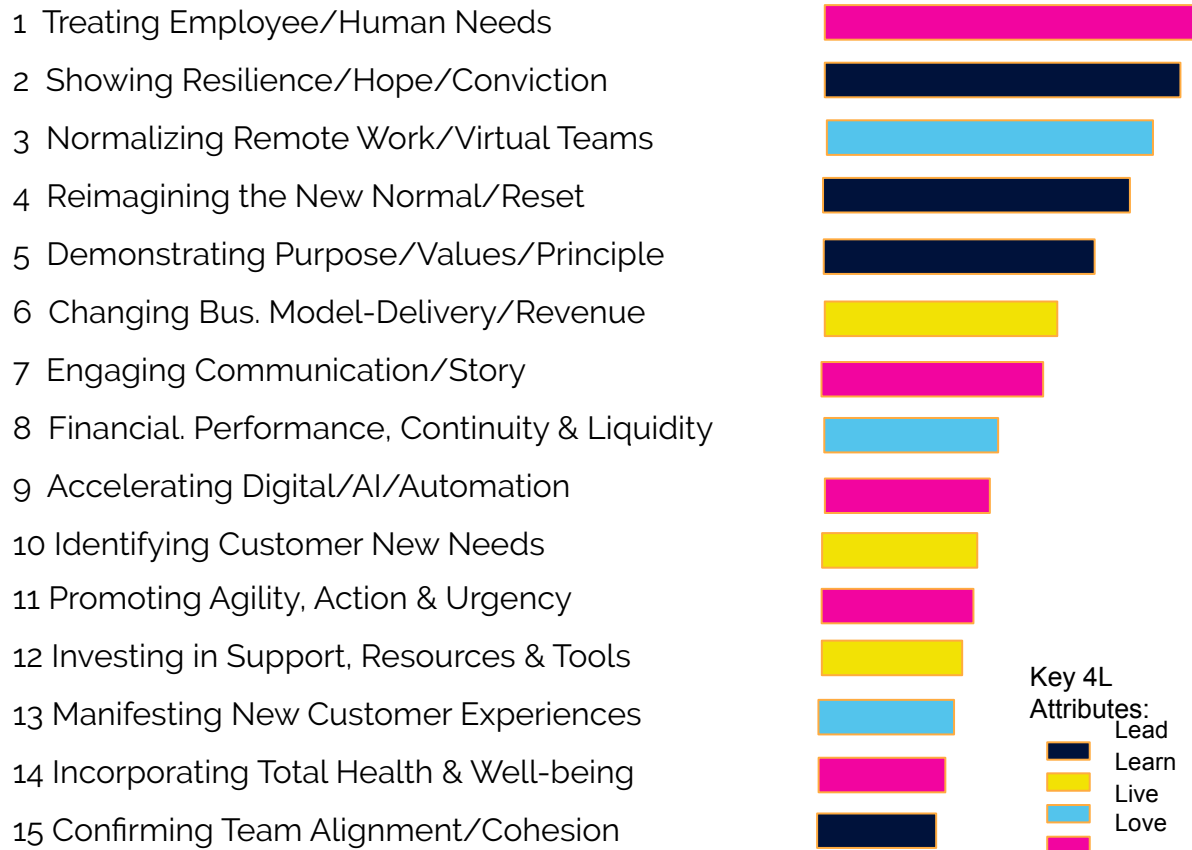 1 Treating Employee/Human Needs
2 Showing Resilience/Hope/Conviction
3 Normalizing Remote Work/Virtual Teams
4 Reimagining the New Normal/Reset
5 Demonstrating Purpose/Values/Principle
6 Changing Bus. Model-Delivery/Revenue
7 Engaging Communication/Story
8 Financial. Performance, Continuity & Liquidity
9 Accelerating Digital/AI/Automation
10 Identifying Customer New Needs
11 Promoting Agility, Action & Urgency
12 Investing in Support, Resources & Tools
13 Manifesting New Customer Experiences
14 Incorporating Total Health & Well-being
15 Confirming Team Alignment/Cohesion
Key 4L
Attributes:
Lead
Learn
Live
Love